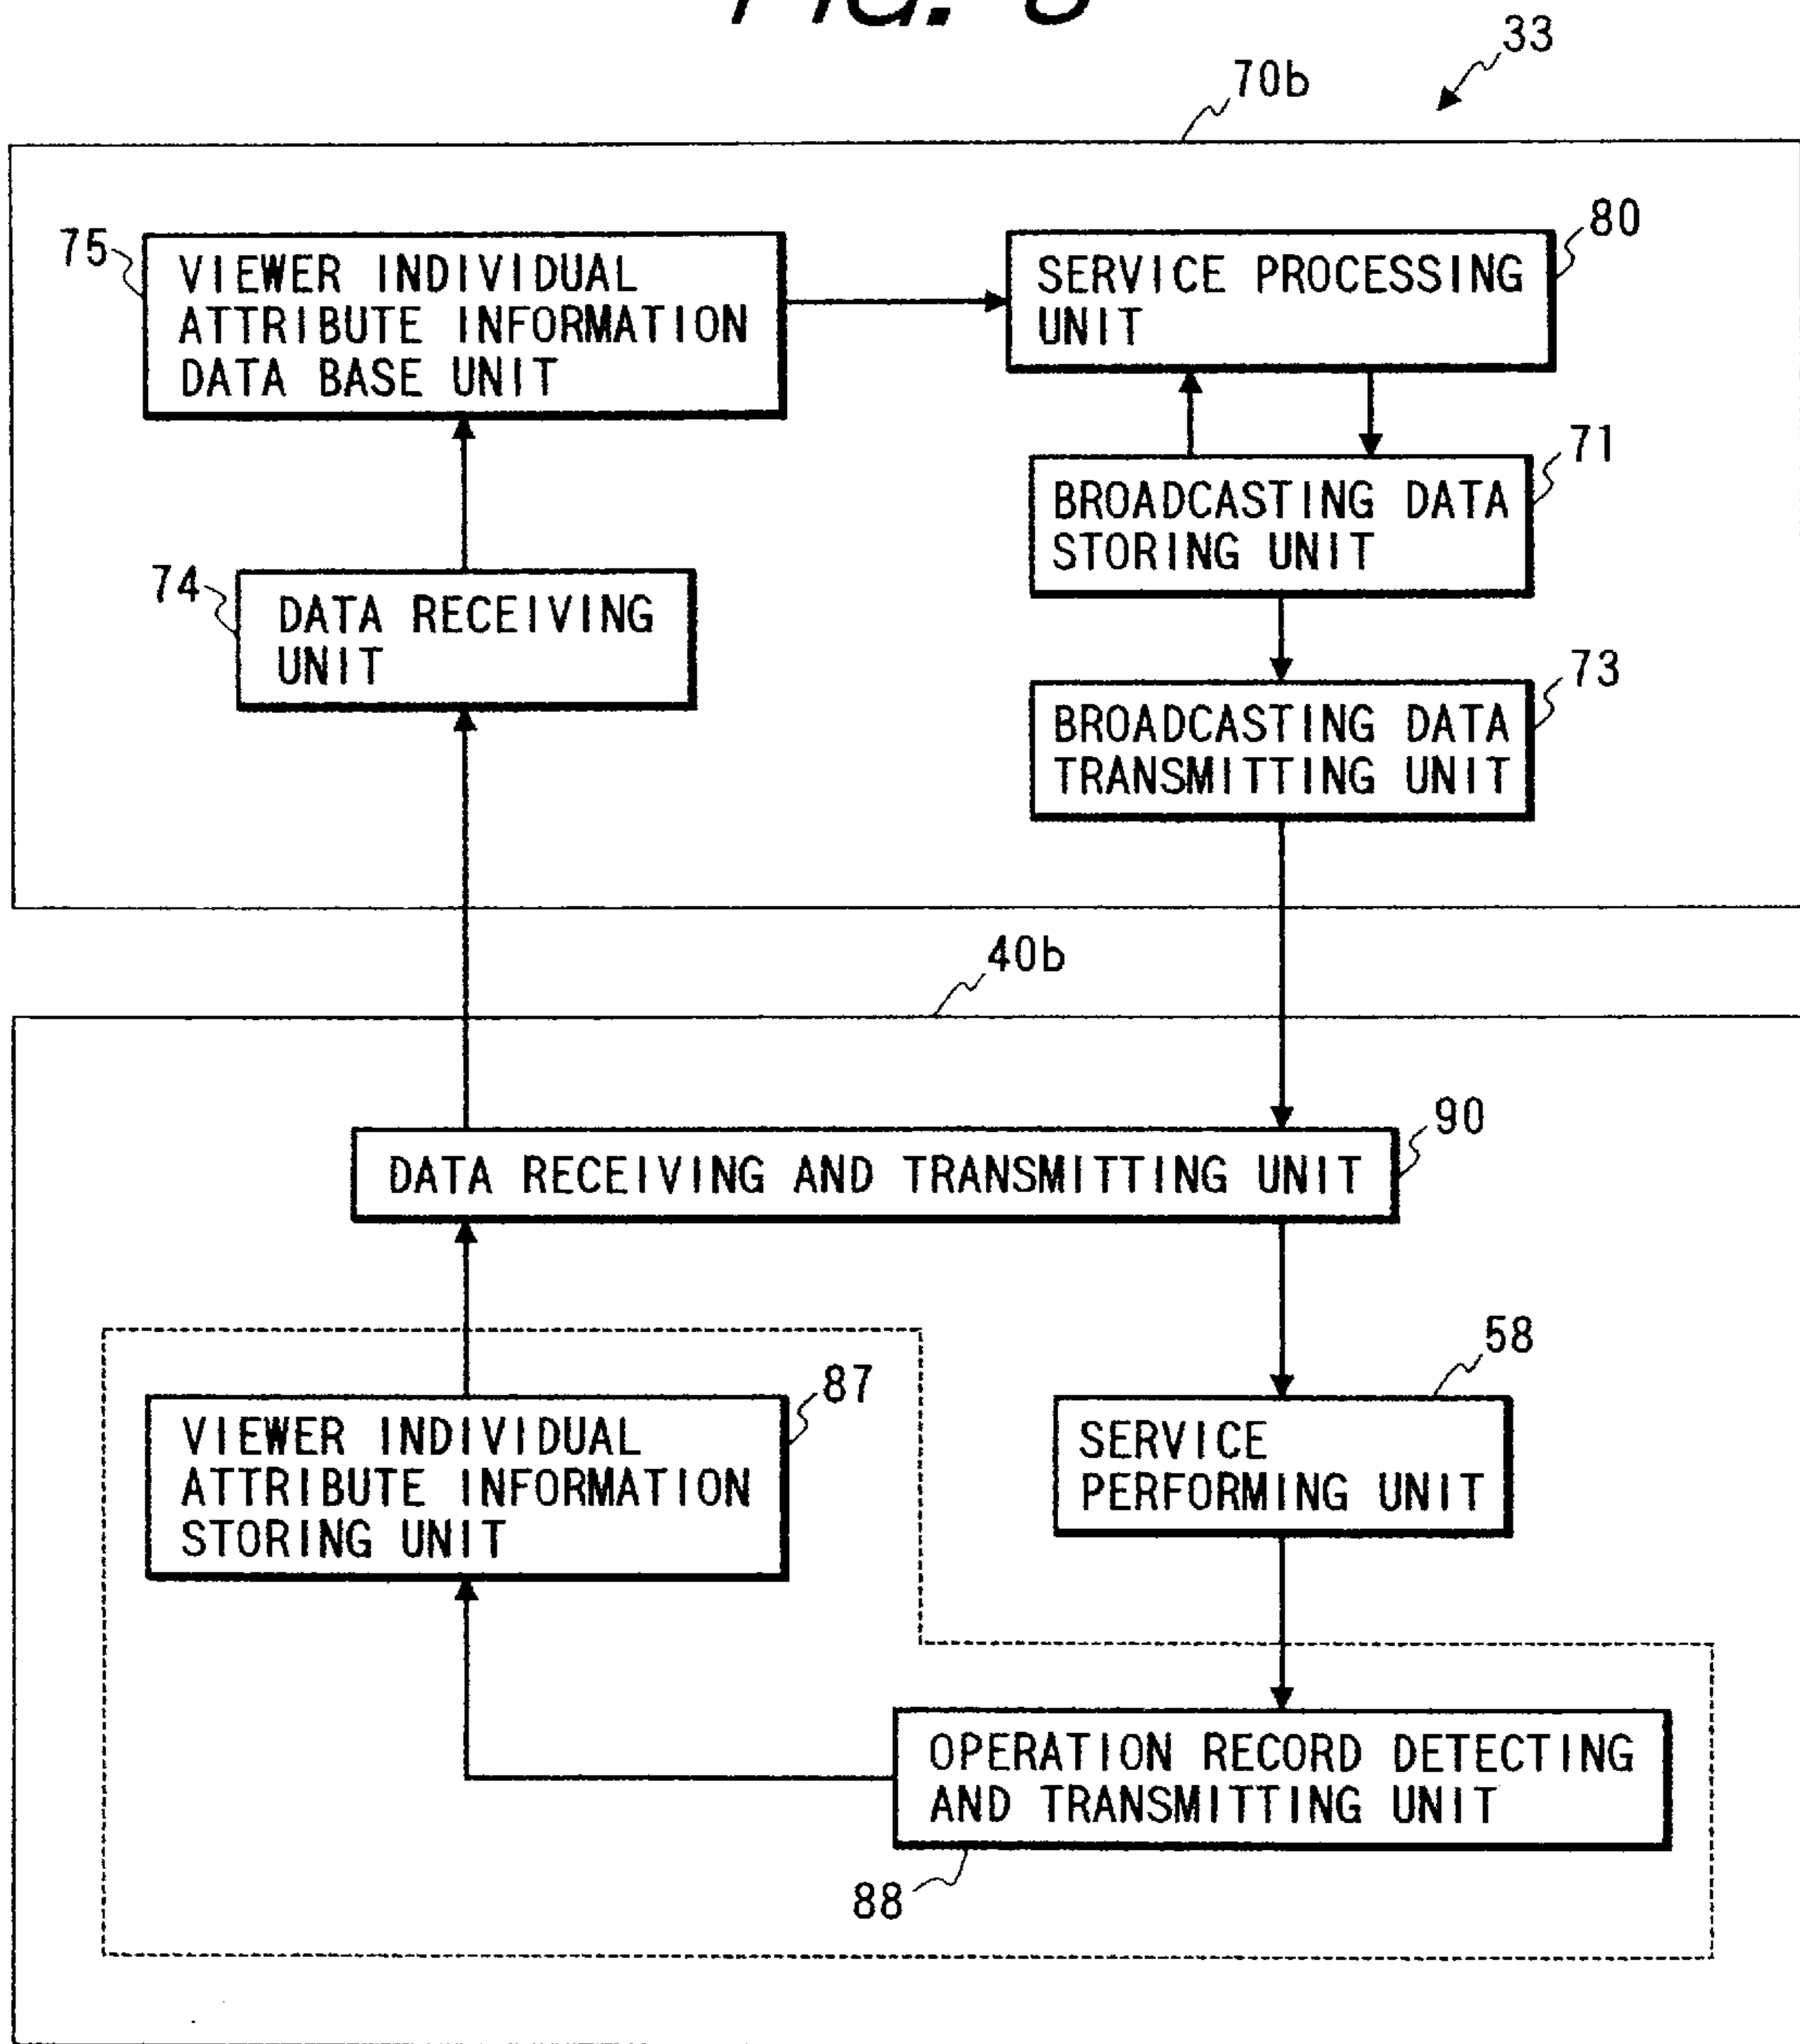 33
70b
75
VIEWER INDIVIDUAL
ATTRIBUTE INFORMATION
DATA BASE UNIT
80
SERVICE PROCESSING
UNIT
71
BROADCASTING DATA
STORING UNIT
74
DATA RECEIVING
UNIT
73
BROADCASTING DATA
TRANSMITTING UNIT
40b
90
DATA RECEIVING AND TRANSMITTING UNIT
87
VIEWER INDIVIDUAL
ATTRIBUTE INFORMATION
STORING UNIT
58
SERVICE
PERFORMING UNIT
OPERATION RECORD DETECTING
AND TRANSMITTING UNIT
88